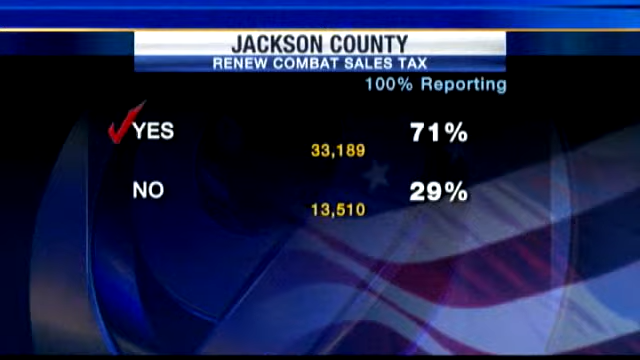 JACKSON COUNTY
RENEW COMBAT SALES TAX
100% Reporting
YES 33,189 71%
NO 13,510 29%